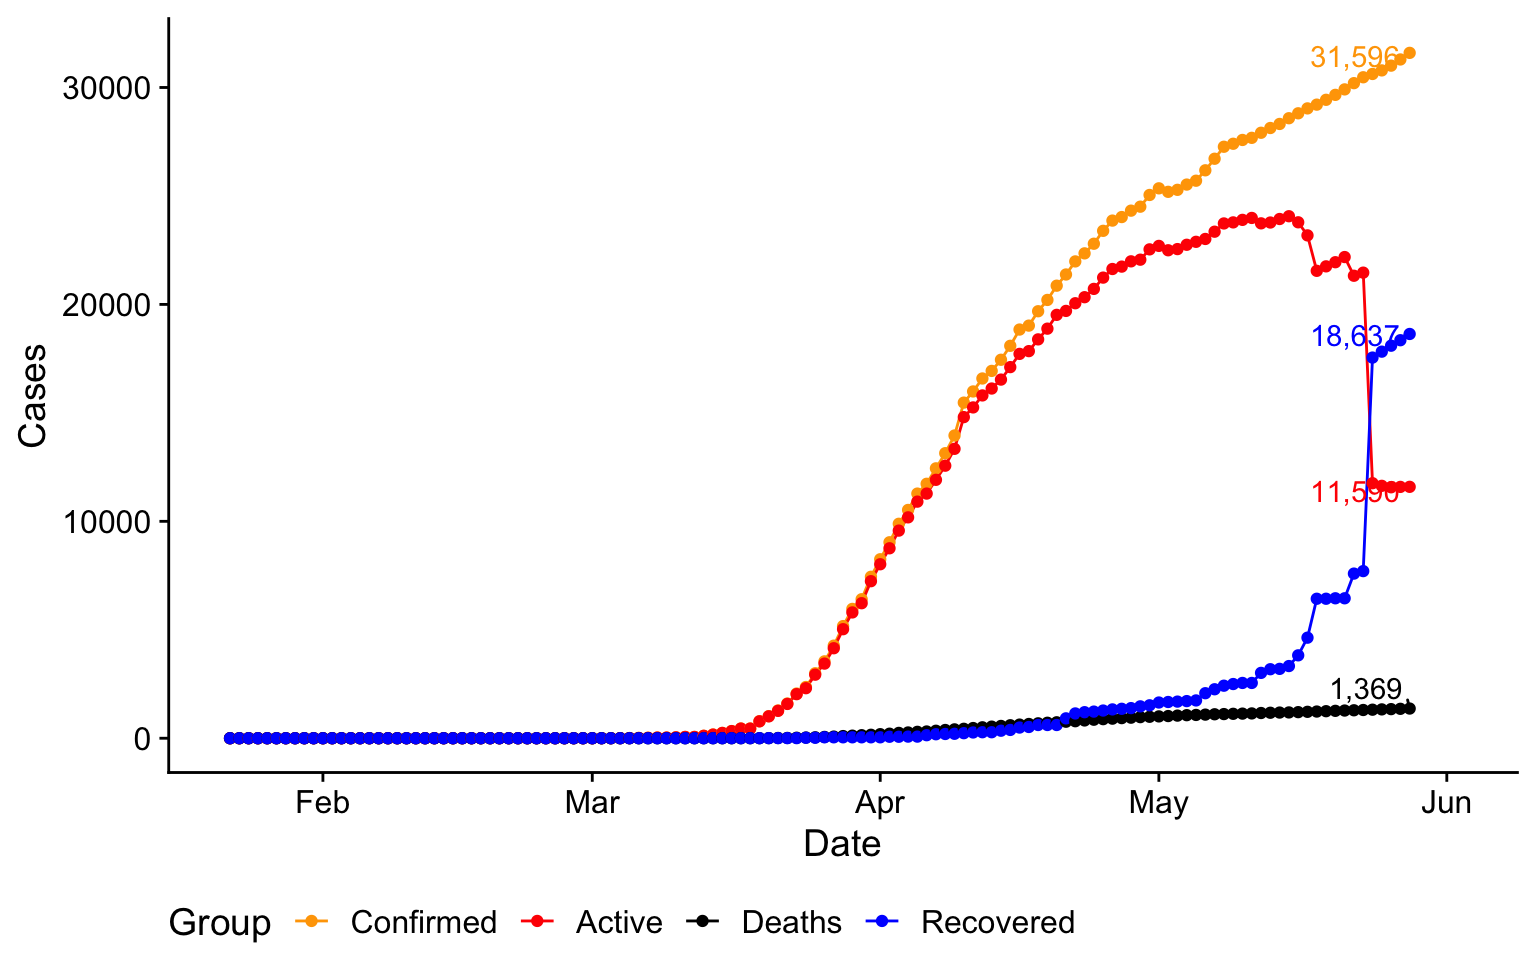 31,596
30000
20000
18,637
11,590
10000
1,369
0
Feb Mar Apr May Jun
Date
Cases
Group Confirmed Active Deaths Recovered